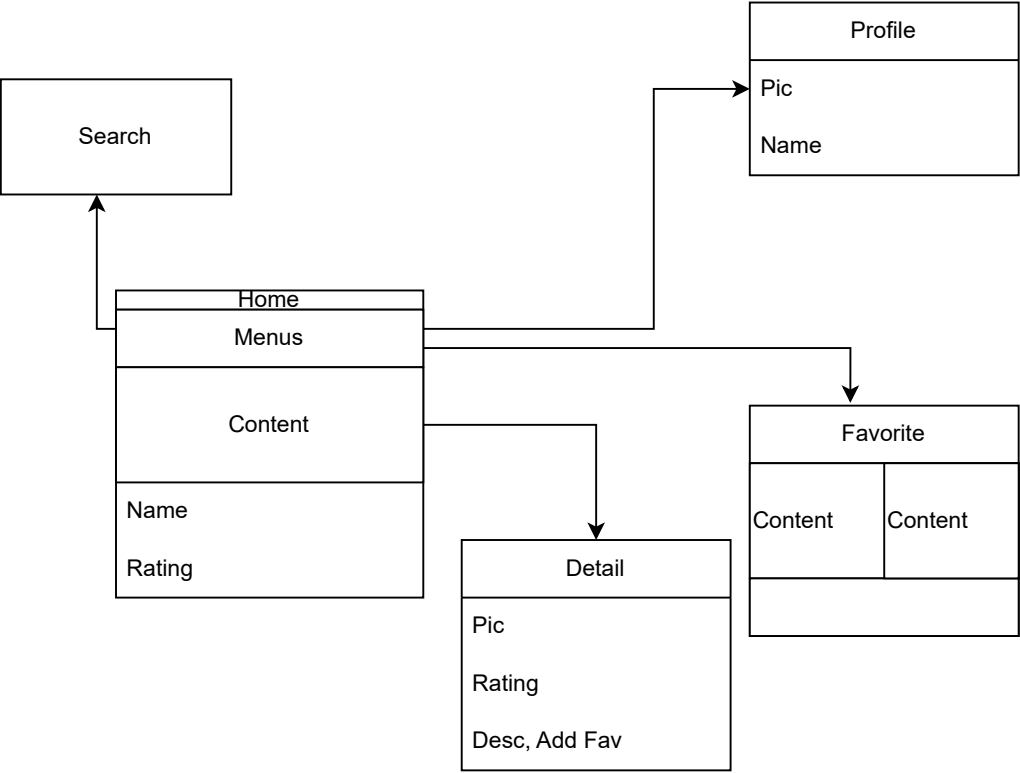 Profile
Pic
Name
Search
Home
Menus
Content
Name
Rating
Favorite
Content Content
Detail
Pic
Rating
Desc, Add Fav